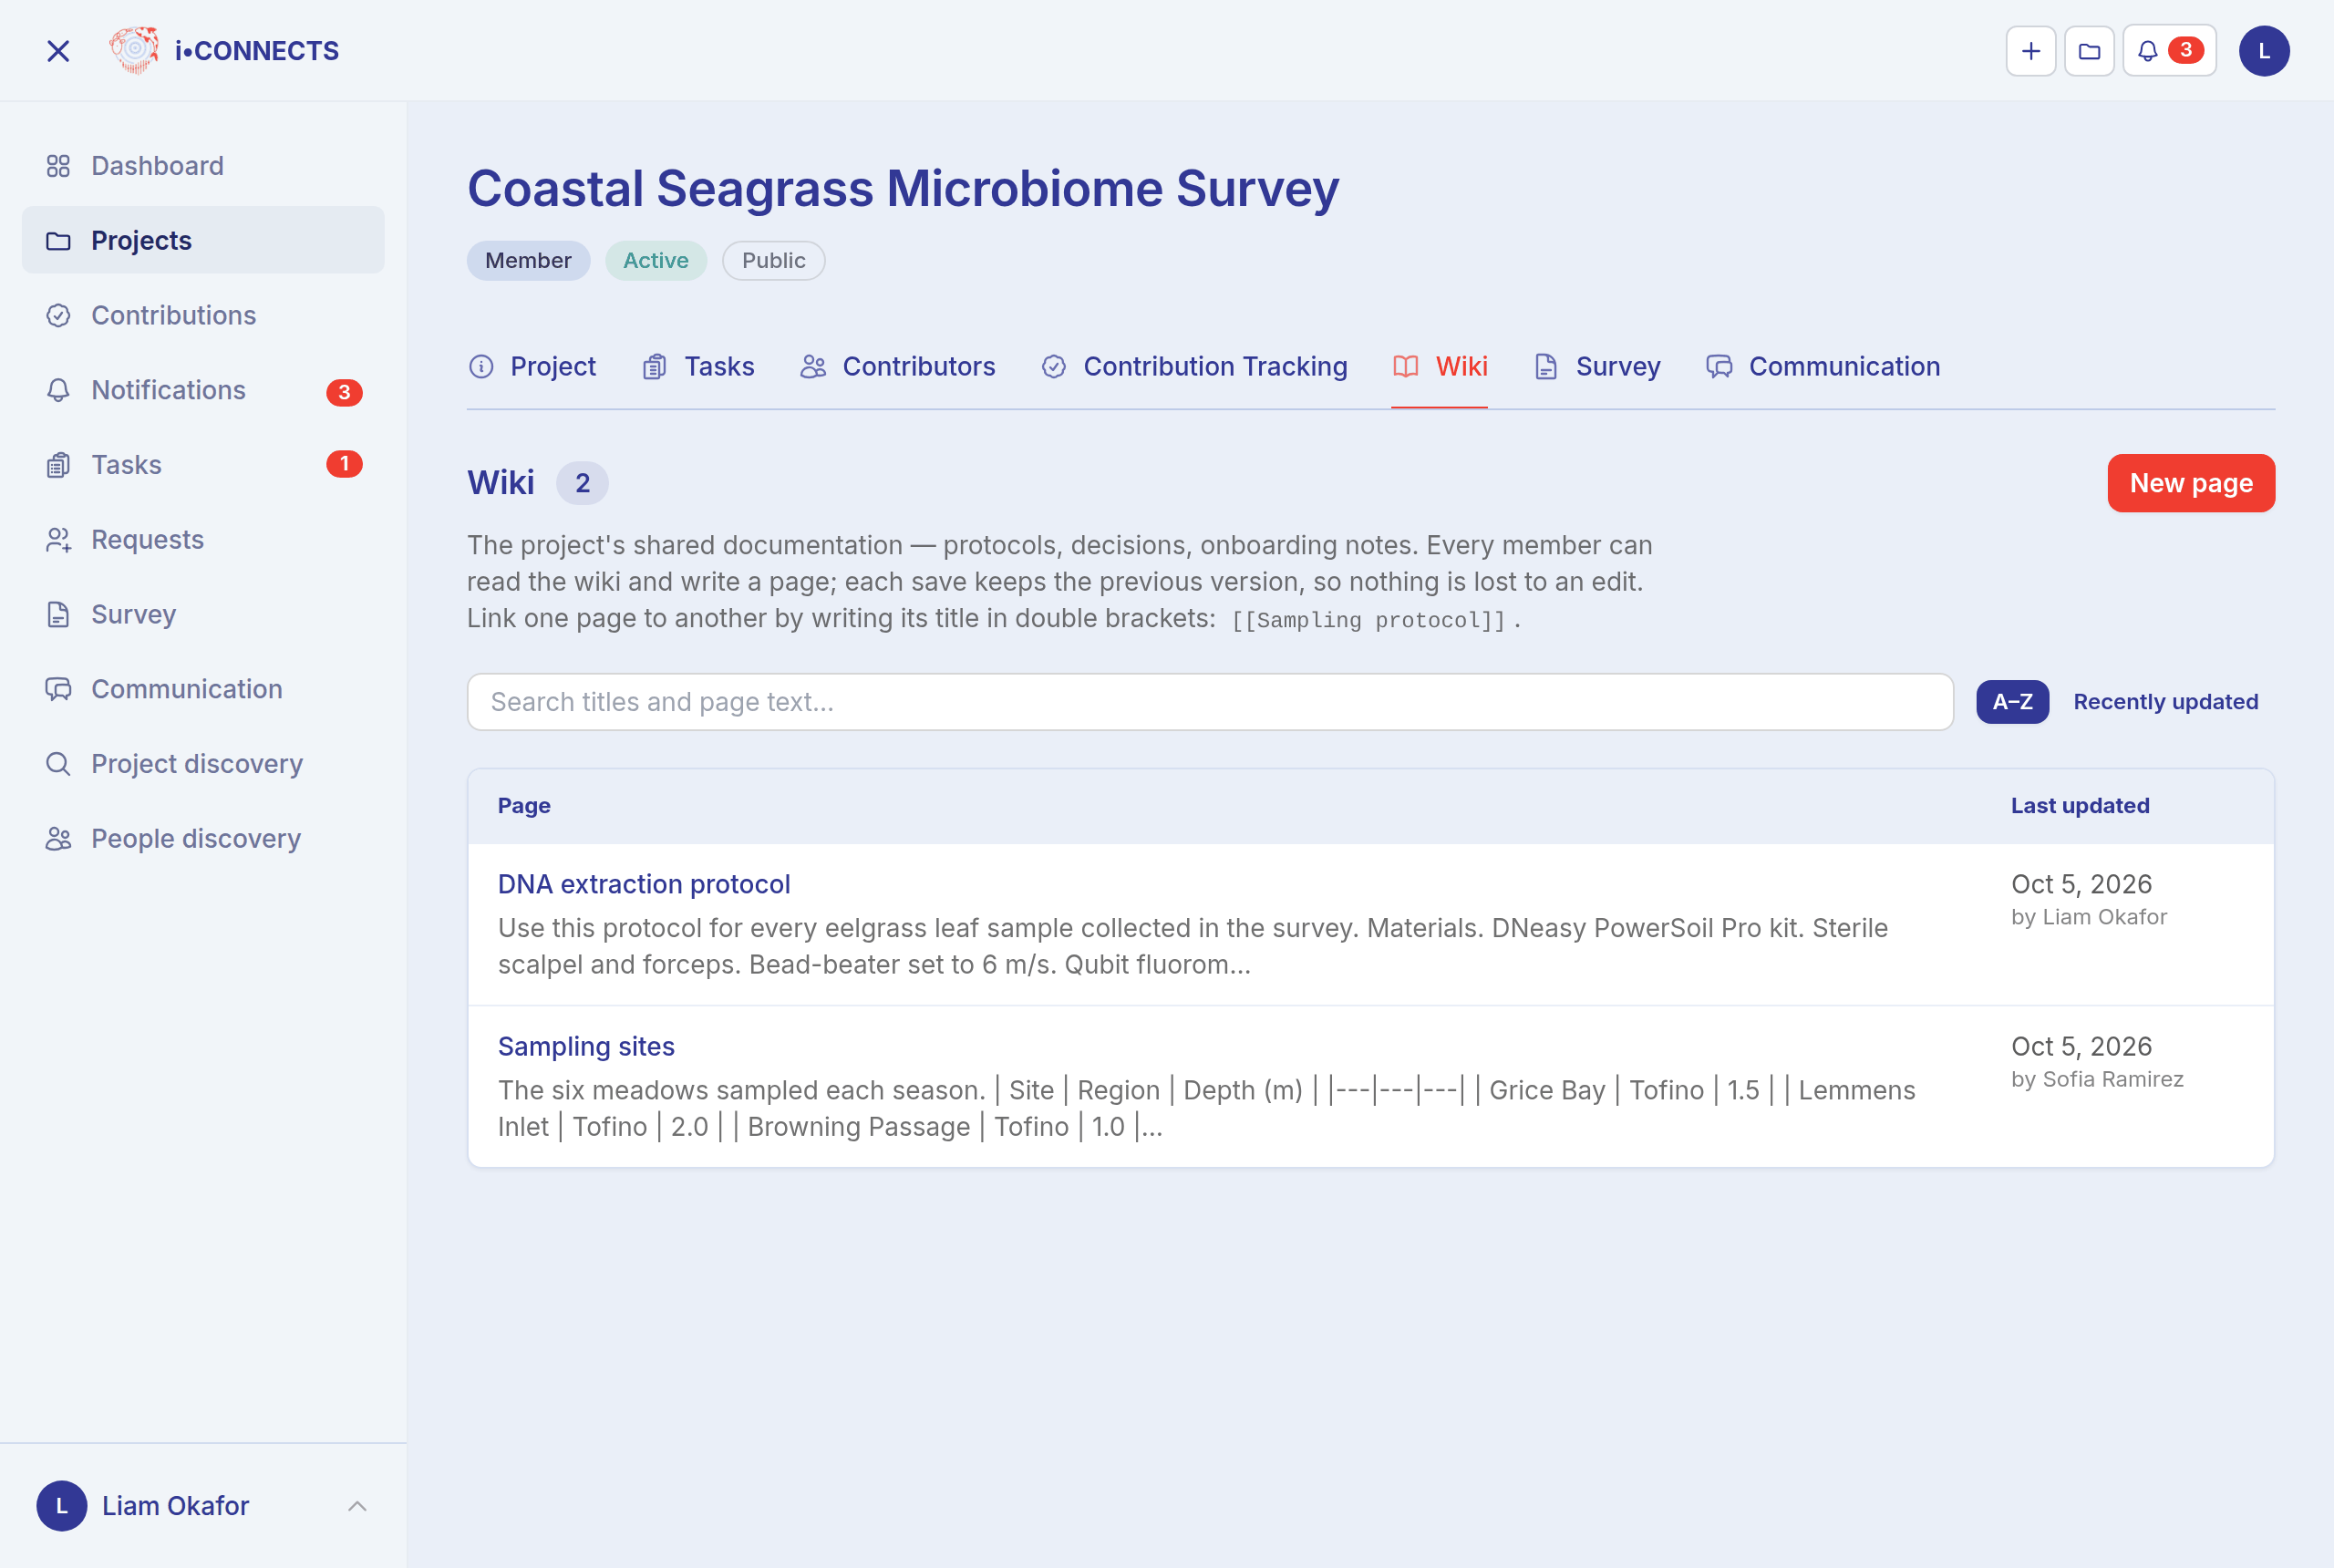 i•CONNECTS
3
L
Dashboard
Projects
Contributions
Notifications
3
Tasks
1
Requests
Survey
Communication
Project discovery
People discovery
L
Liam Okafor
Coastal Seagrass Microbiome Survey
Member
Active
Public
Project
Tasks
Contributors
Contribution Tracking
Wiki
Survey
Communication
Wiki
2
New page
The project's shared documentation — protocols, decisions, onboarding notes. Every member can
read the wiki and write a page; each save keeps the previous version, so nothing is lost to an edit.
Link one page to another by writing its title in double brackets: [[Sampling protocol]] .
Search titles and page text...
A–Z
Recently updated
Page
Last updated
DNA extraction protocol
Use this protocol for every eelgrass leaf sample collected in the survey. Materials. DNeasy PowerSoil Pro kit. Sterile
scalpel and forceps. Bead-beater set to 6 m/s. Qubit fluorom...
Oct 5, 2026
by Liam Okafor
Sampling sites
The six meadows sampled each season. | Site | Region | Depth (m) | |---|---|---| | Grice Bay | Tofino | 1.5 | | Lemmens
Inlet | Tofino | 2.0 | | Browning Passage | Tofino | 1.0 |...
Oct 5, 2026
by Sofia Ramirez